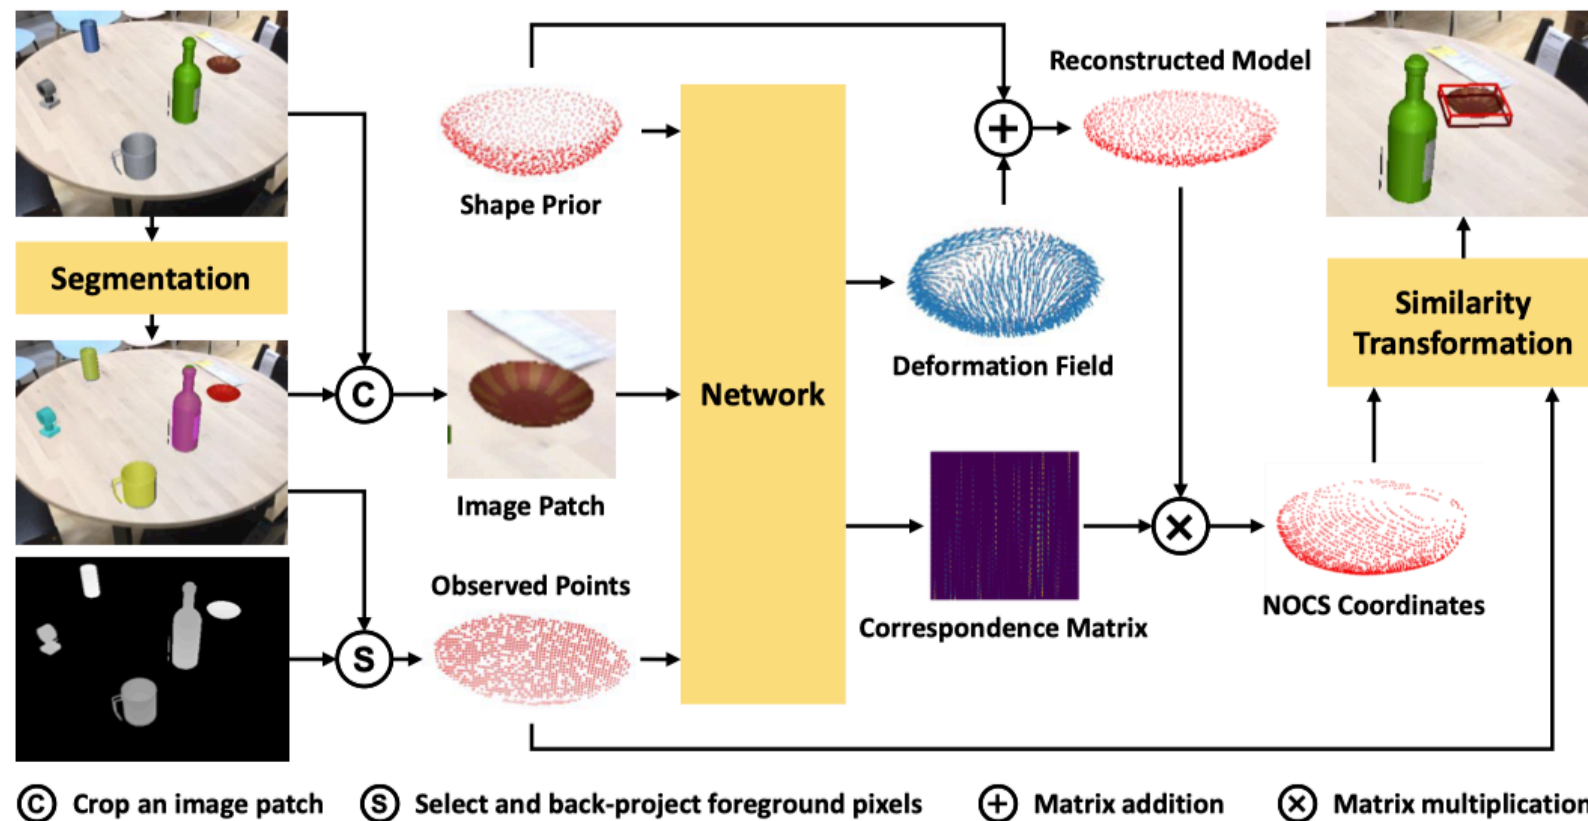 Reconstructed Model
Shape Prior
Segmentation
Similarity
Transformation
Deformation Field
Network
C
Image Patch
Observed Points
Correspondence Matrix
NOCS Coordinates
S
+
×
C Crop an image patch
S Select and back-project foreground pixels
+ Matrix addition
× Matrix multiplication